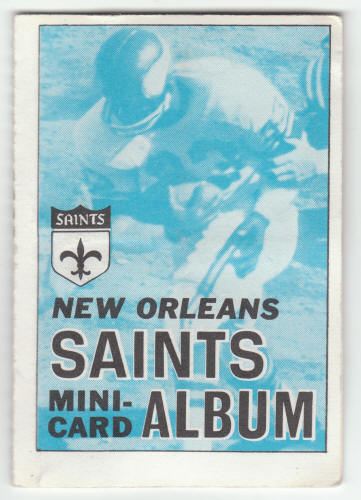 SAINTS
NEW ORLEANS
SAINTS
MINI-
CARD ALBUM